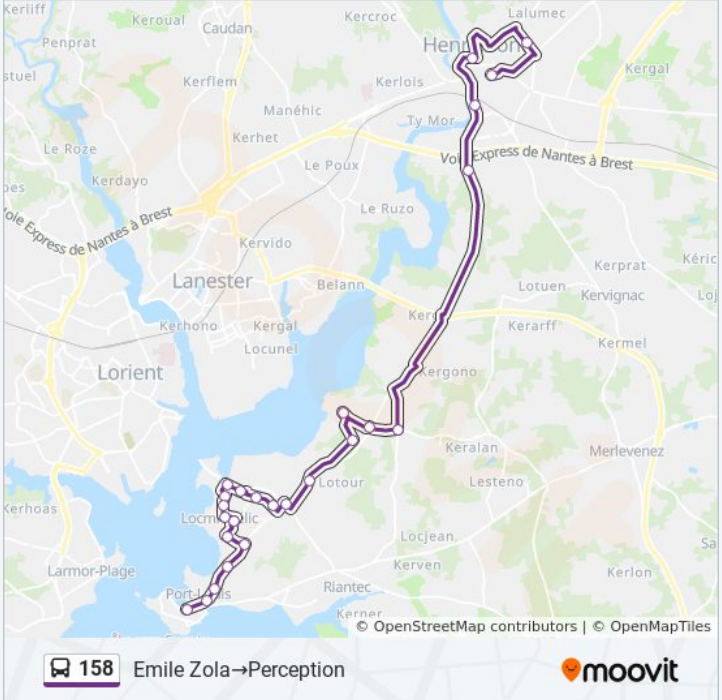 Kerliff
Keroual
Caudan
Kercroc
Lalumec
Penprat
Kergal
stuel
Kerflem
Kerlois
Manéhic
Ty Mor
Kerhet
Le Roze
Le Poux
Voie Express de Nantes à Brest
Kerdayo
Le Ruzo
Voie Express de Nantes à Brest
Kervido
Kerprat
Kéric
Lanester
Belann
Lotuen
Kervignac
Loj
Kerhono
Kergal
Kerarff
Locunel
Kermel
Lorient
Kergono
Keralan
Merlevenez
Lotour
Lesteno
Kerhoas
Locmiquélic
Locjean
Sa
Larmor-Plage
Kerven
Kerlon
Port-Louis
Riantec
Kerner
© OpenStreetMap contributors | © OpenMapTiles
158 Emile Zola→Perception
moovit